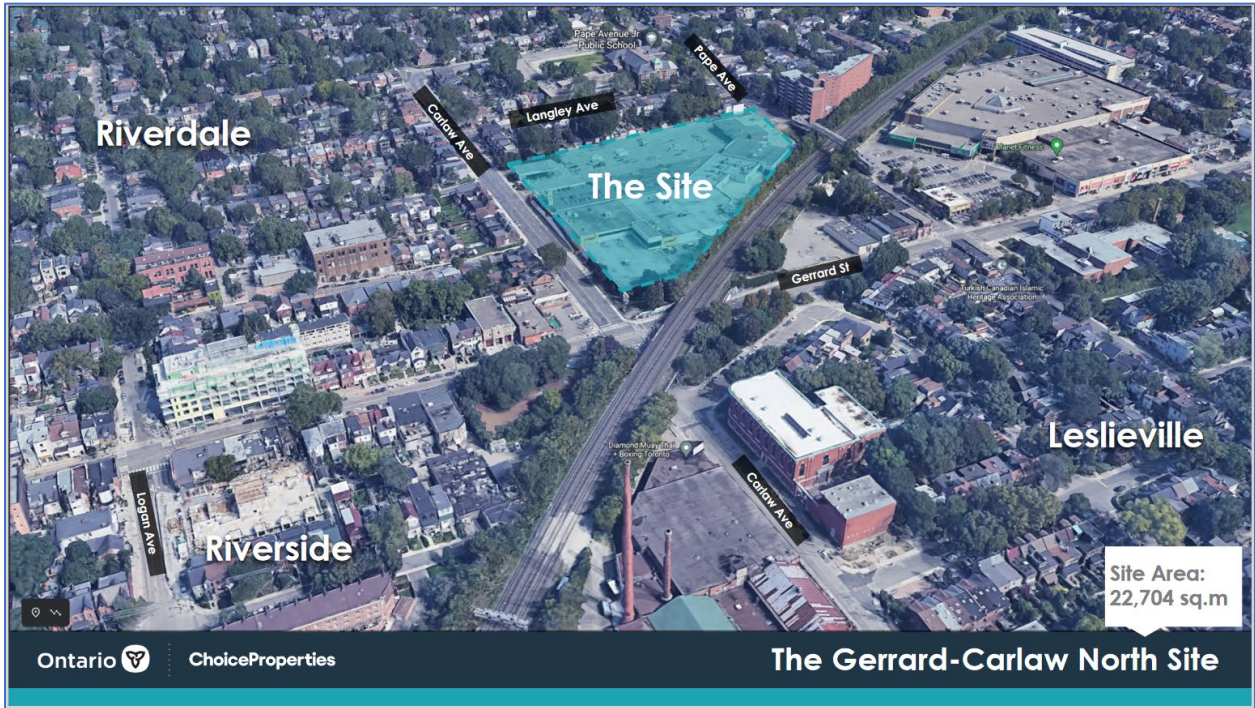 Pape Avenue Jr
Public School
Pape Ave
Langley Ave
Carlaw Ave
Riverdale
The Site
Planet Fitness
Gerrard St
Turkish Canadian Islamic
Heritage Association
Diamond Muay Thai
+ Boxing Toronto
Leslieville
Carlaw Ave
Logan Ave
Riverside
Site Area:
22,704 sq.m
Ontario
ChoiceProperties
The Gerrard-Carlaw North Site